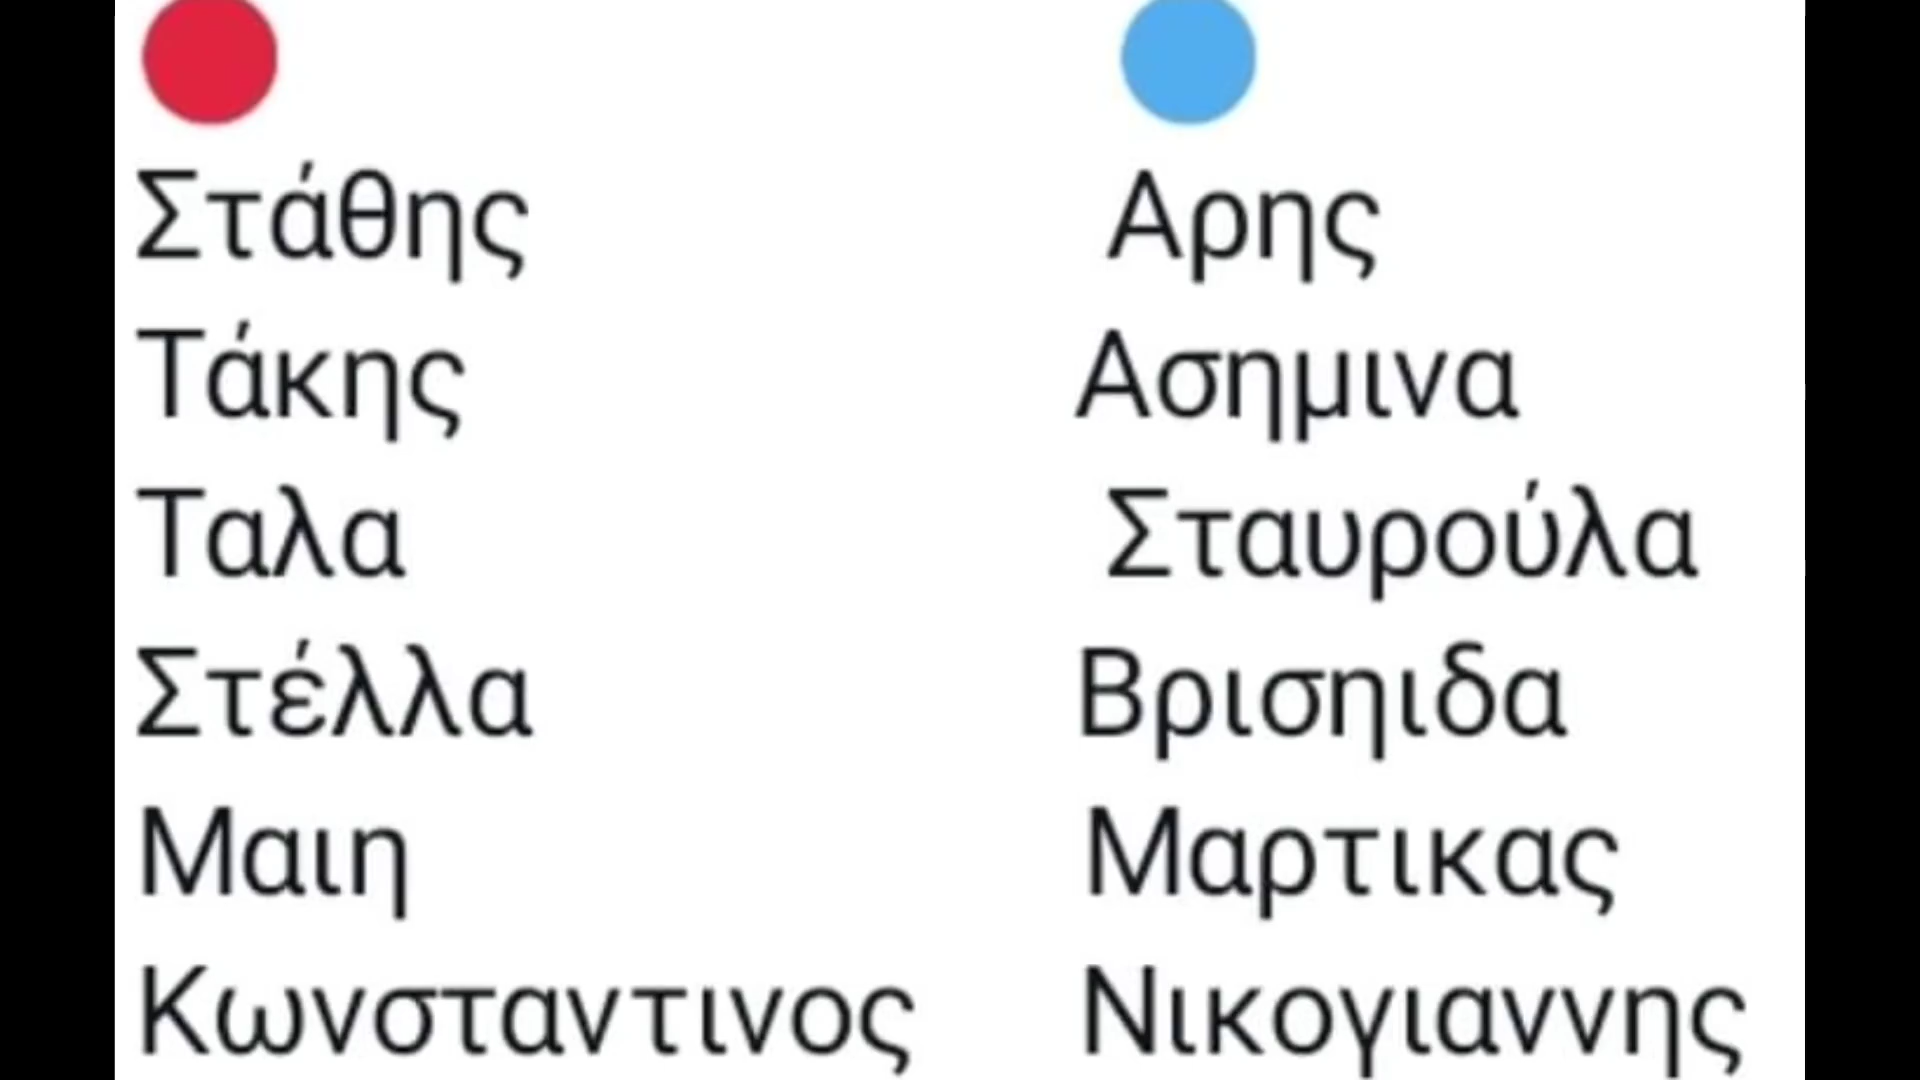 Στάθης Αρης
Τάκης Ασημινα
Ταλα Σταυρούλα
Στέλλα Βρισηιδα
Μαιη Μαρτικας
Κωνσταντινος Νικογιαννης